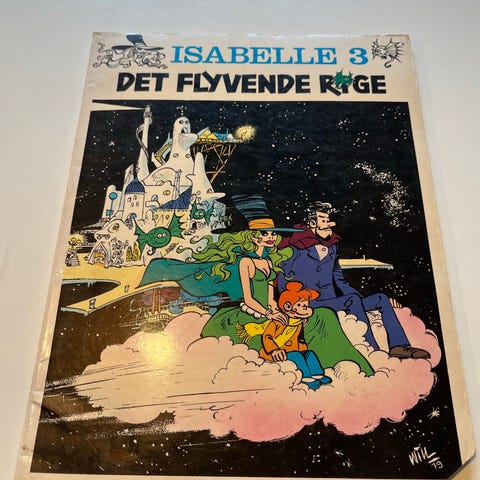 ISABELLE 3
DET FLYVENDE RIGE
WILL
79